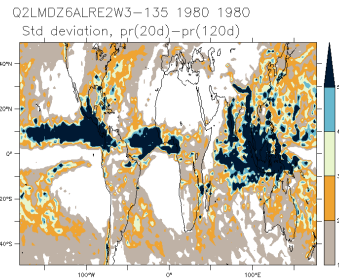 Q2LMDZ6ALRE2W3-135 1980 1980
Std deviation, pr(20d)-pr(120d)
40°N
20°N
0°
20°S
40°S
100°W 0° 100°E
5
4
3
2
1